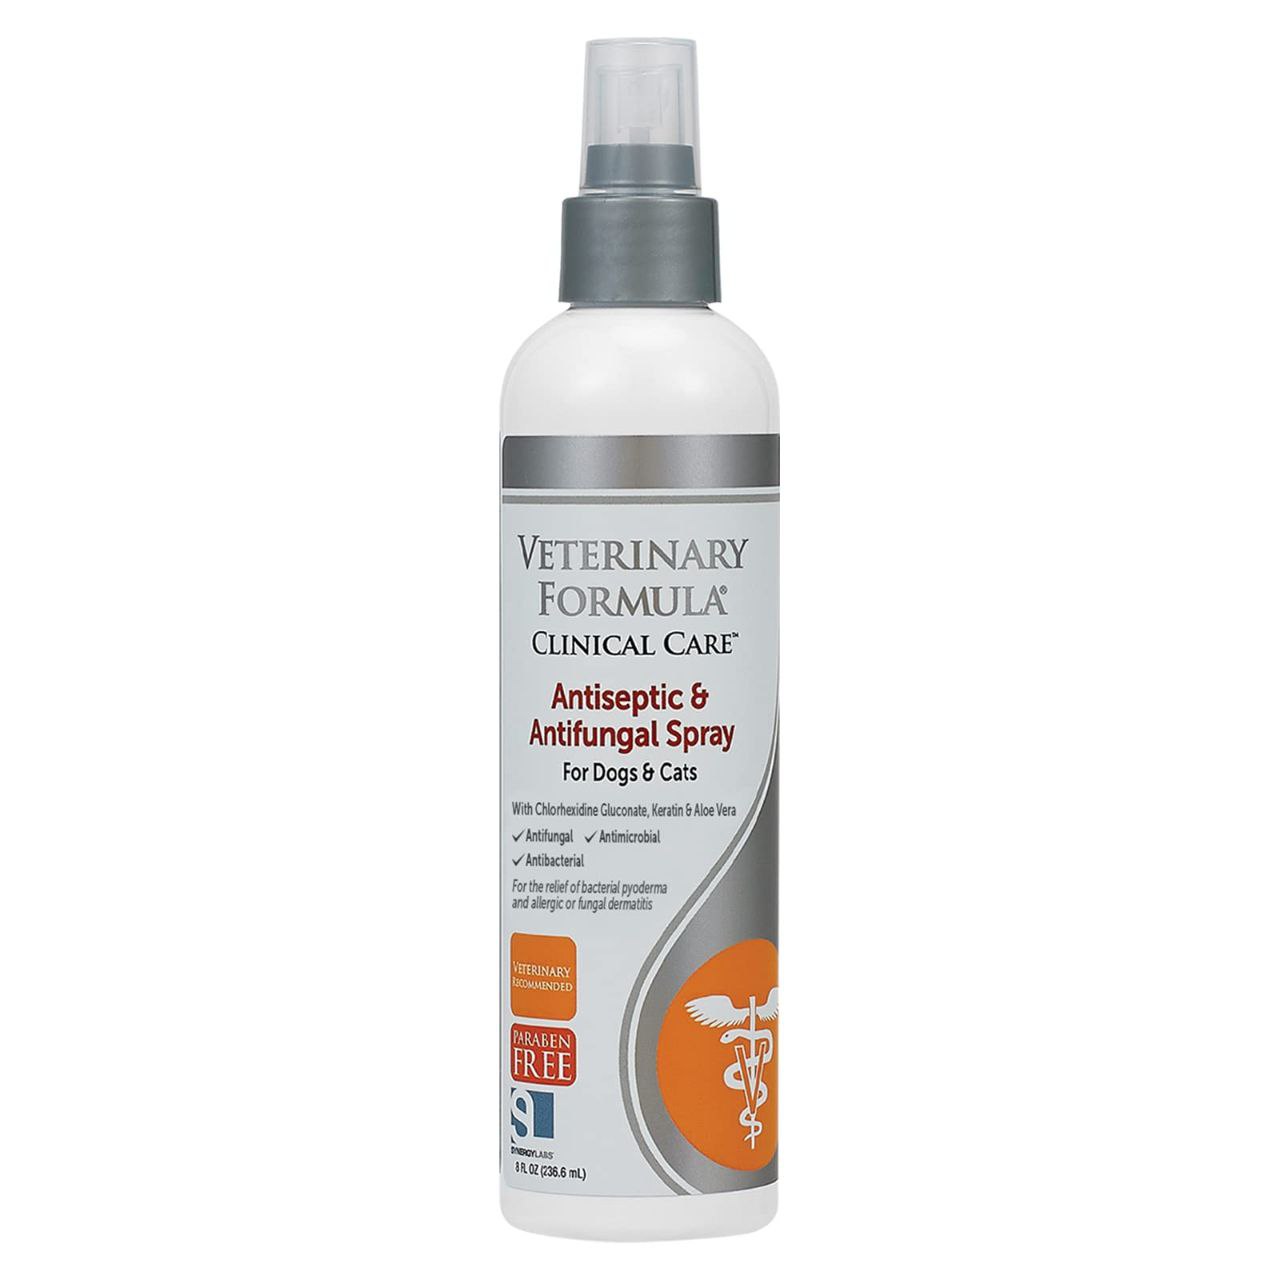 VETERINARY
FORMULA®
CLINICAL CARE™
Antiseptic &
Antifungal Spray
For Dogs & Cats
With Chlorhexidine Gluconate, Keratin & Aloe Vera
✓ Antifungal ✓ Antimicrobial
✓ Antibacterial
For the relief of bacterial pyoderma
and allergic or fungal dermatitis
VETERINARY
RECOMMENDED
PARABEN
FREE
SYNERGYLABS
8 FL OZ (236.6 mL)
V